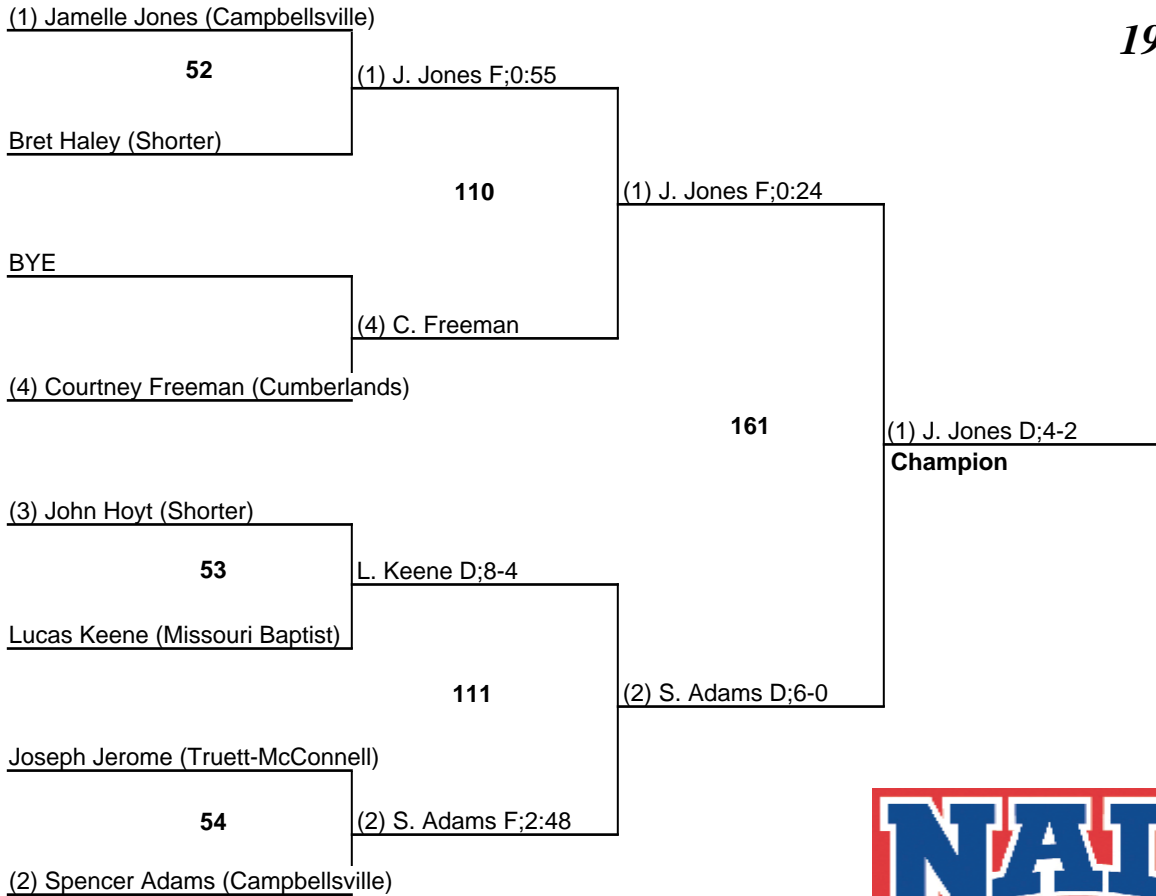 (1) Jamelle Jones (Campbellsville)
19
52
(1) J. Jones F;0:55
Bret Haley (Shorter)
110
(1) J. Jones F;0:24
BYE
(4) C. Freeman
(4) Courtney Freeman (Cumberlands)
161
(1) J. Jones D;4-2
Champion
(3) John Hoyt (Shorter)
53
L. Keene D;8-4
Lucas Keene (Missouri Baptist)
111
(2) S. Adams D;6-0
Joseph Jerome (Truett-McConnell)
54
(2) S. Adams F;2:48
(2) Spencer Adams (Campbellsville)